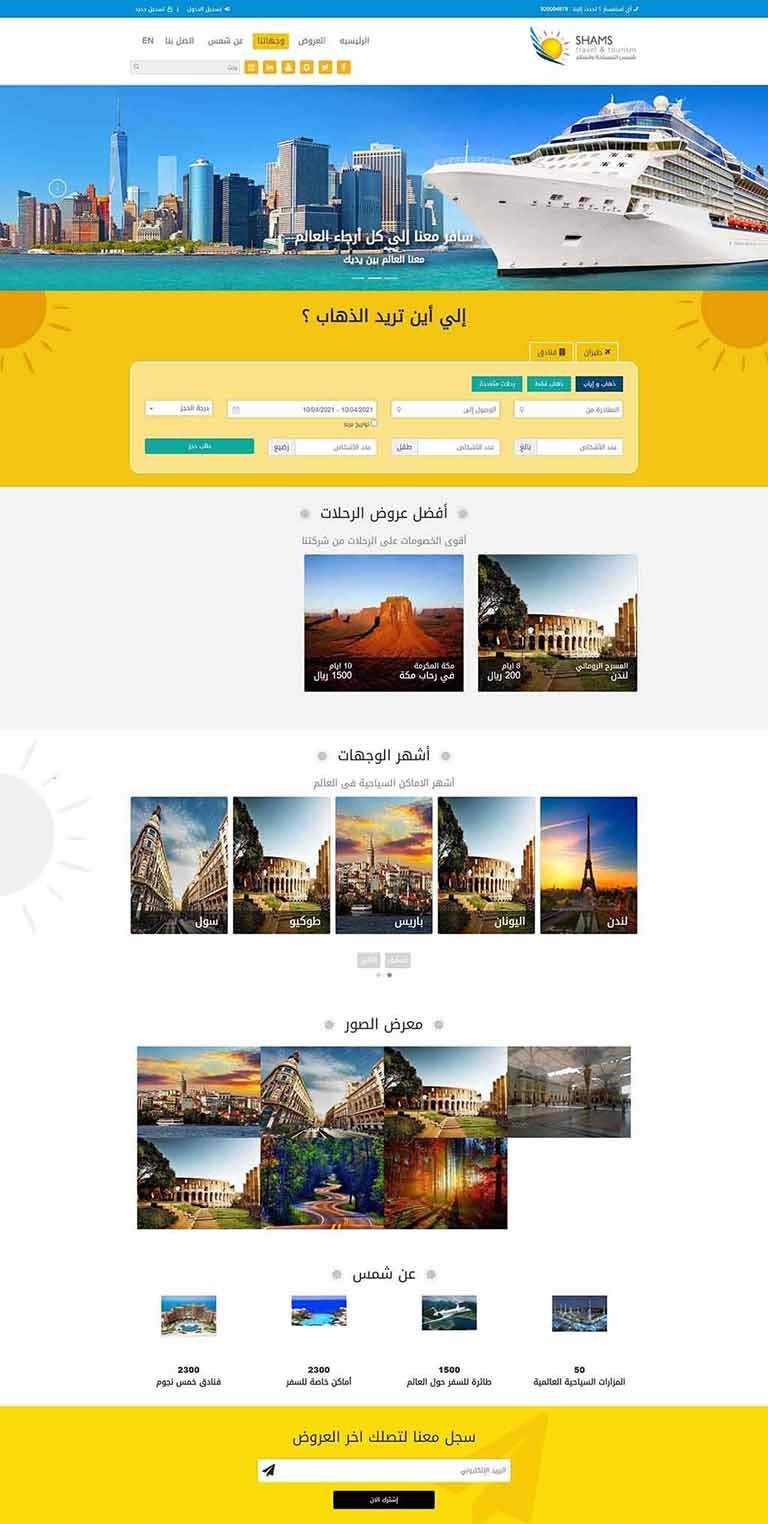 أي استفسار ؟ تحدث إلينا :
تسجيل الدخول | تسجيل جديد
SHAMS
travel & tourism
شمس للسياحة والسفر
الرئيسيه العروض وجهاتنا عن شمس اتصل بنا EN
بحث
سافر معنا إلى كل أرجاء العالم
معنا العالم بين يديك
إلي أين تريد الذهاب ؟
طيران فنادق
ذهاب و إياب ذهاب فقط رحلات متعددة
المغادرة من الوصول إلى 10/04/2021 - 10/04/2021 درجة الحجز
تواريخ مرنه
عدد الأشخاص بالغ عدد الأشخاص طفل عدد الأشخاص رضيع طلب حجز
أفضل عروض الرحلات
أقوى الخصومات على الرحلات من شركتنا
المسرح الروماني 8 ايام
لندن 200 ريال
مكة المكرمة 10 ايام
في رحاب مكة 1500 ريال
أشهر الوجهات
أشهر الاماكن السياحية فى العالم
لندن اليونان باريس طوكيو سول
السابق التالي
معرض الصور
عن شمس
50 1500 2300 2300
المزارات السياحية العالمية طائرة للسفر حول العالم أماكن خاصة للسفر فنادق خمس نجوم
سجل معنا لتصلك اخر العروض
البريد الإلكتروني
إشترك الان